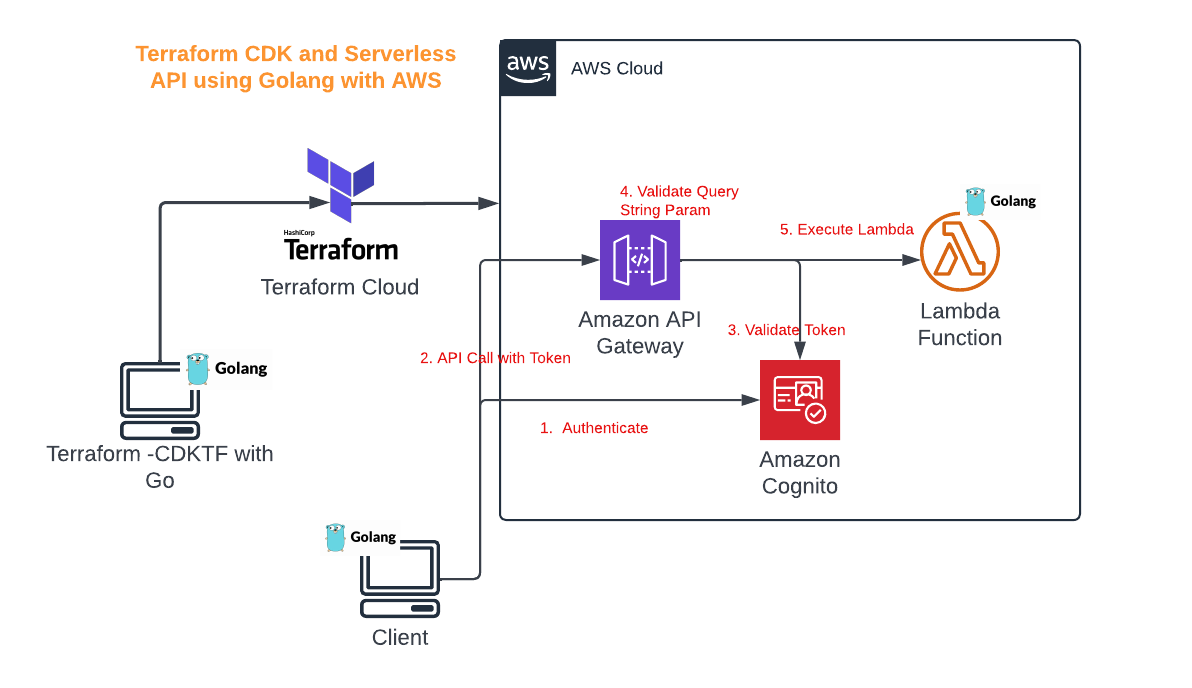 Terraform CDK and Serverless
API using Golang with AWS
aws
AWS Cloud
4. Validate Query
String Param
Golang
5. Execute Lambda
HashiCorp
Terraform
Terraform Cloud
Amazon API
Gateway
Lambda
Function
3. Validate Token
2. API Call with Token
Golang
1. Authenticate
Terraform -CDKTF with
Go
Amazon
Cognito
Golang
Client